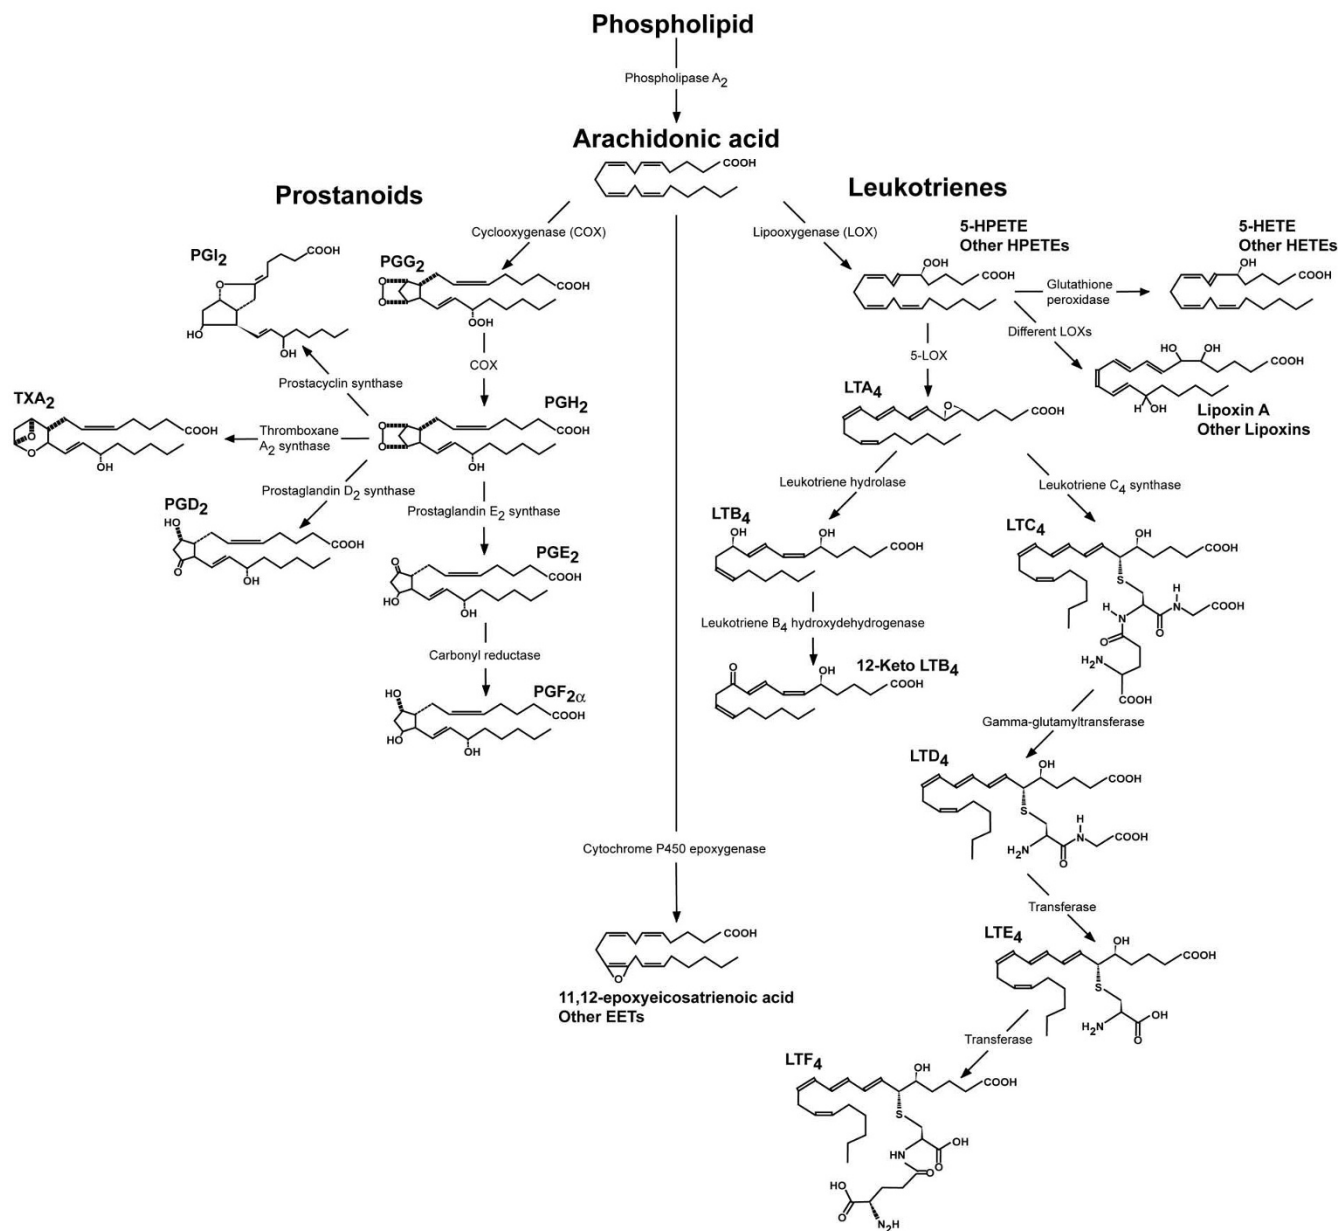 Phospholipid
Phospholipase A2
Arachidonic acid
COOH
Prostanoids
Leukotrienes
Cyclooxygenase (COX)
Lipooxygenase (LOX)
PGI2
COOH
O
HO
OH
PGG2
O
O
COOH
OOH
5-HPETE
Other HPETEs
OOH
COOH
Glutathione
peroxidase
5-HETE
Other HETEs
OH
COOH
COX
Different LOXs
5-LOX
HO
OH
COOH
H
OH
Lipoxin A
Other Lipoxins
Prostacyclin synthase
TXA2
O
O
COOH
OH
Thromboxane
A2 synthase
PGH2
O
O
COOH
OH
LTA4
O
COOH
Prostaglandin D2 synthase
Prostaglandin E2 synthase
Leukotriene hydrolase
Leukotriene C4 synthase
PGD2
HO
COOH
O
OH
PGE2
O
COOH
HO
OH
LTB4
OH
OH
COOH
LTC4
OH
COOH
S
H
N
COOH
H
N
O
O
H2N
COOH
Carbonyl reductase
Leukotriene B4 hydroxydehydrogenase
PGF2α
HO
COOH
HO
OH
12-Keto LTB4
O
OH
COOH
Gamma-glutamyltransferase
LTD4
OH
COOH
S
H
N
COOH
H2N
O
Cytochrome P450 epoxygenase
Transferase
COOH
O
11,12-epoxyeicosatrienoic acid
Other EETs
LTE4
OH
COOH
S
OH
H2N
O
Transferase
LTF4
OH
COOH
S
OH
O
HN
O
HO
O
N2H